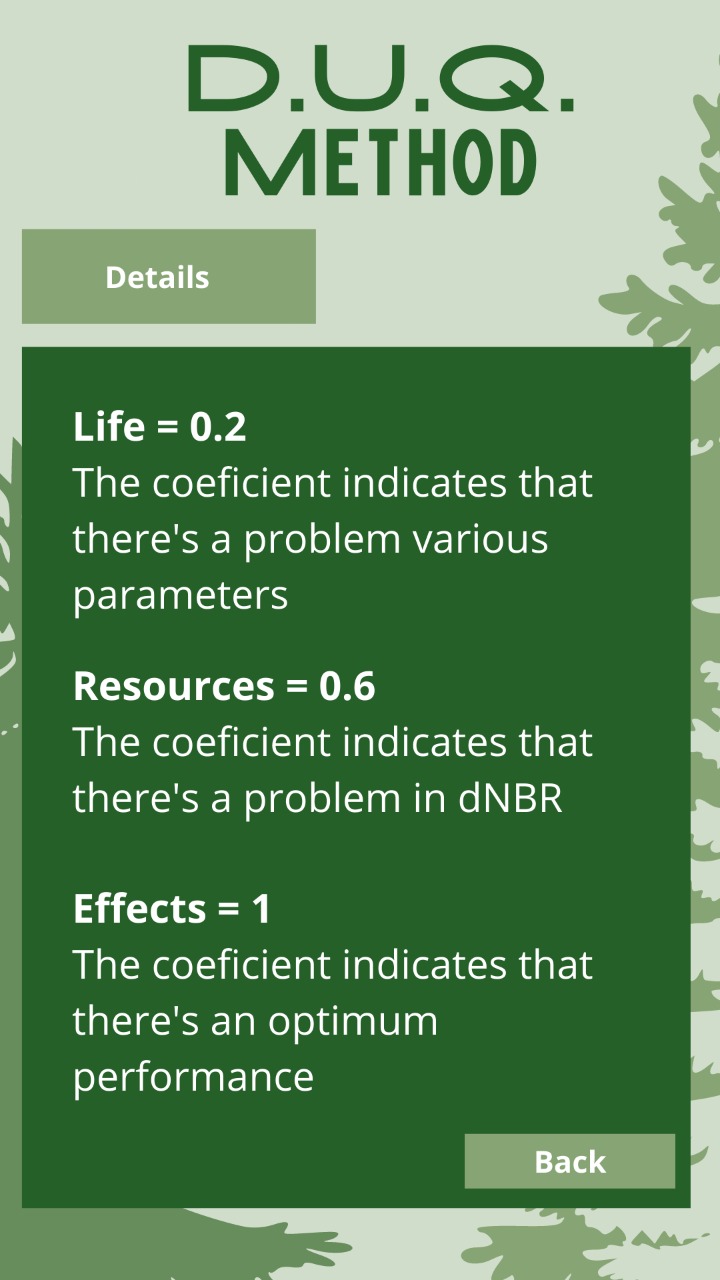 D.U.Q.
METHOD
Details
Life = 0.2
The coeficient indicates that
there's a problem various
parameters
Resources = 0.6
The coeficient indicates that
there's a problem in dNBR
Effects = 1
The coeficient indicates that
there's an optimum
performance
Back